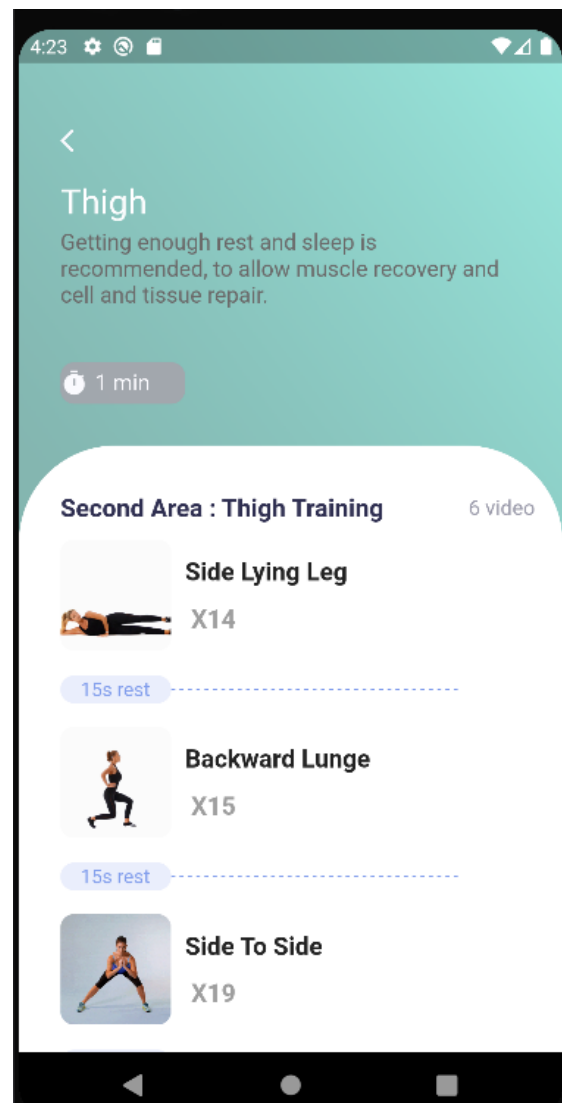 4:23
Thigh
Getting enough rest and sleep is
recommended, to allow muscle recovery and
cell and tissue repair.
1 min
Second Area : Thigh Training 6 video
Side Lying Leg
X14
15s rest
Backward Lunge
X15
15s rest
Side To Side
X19